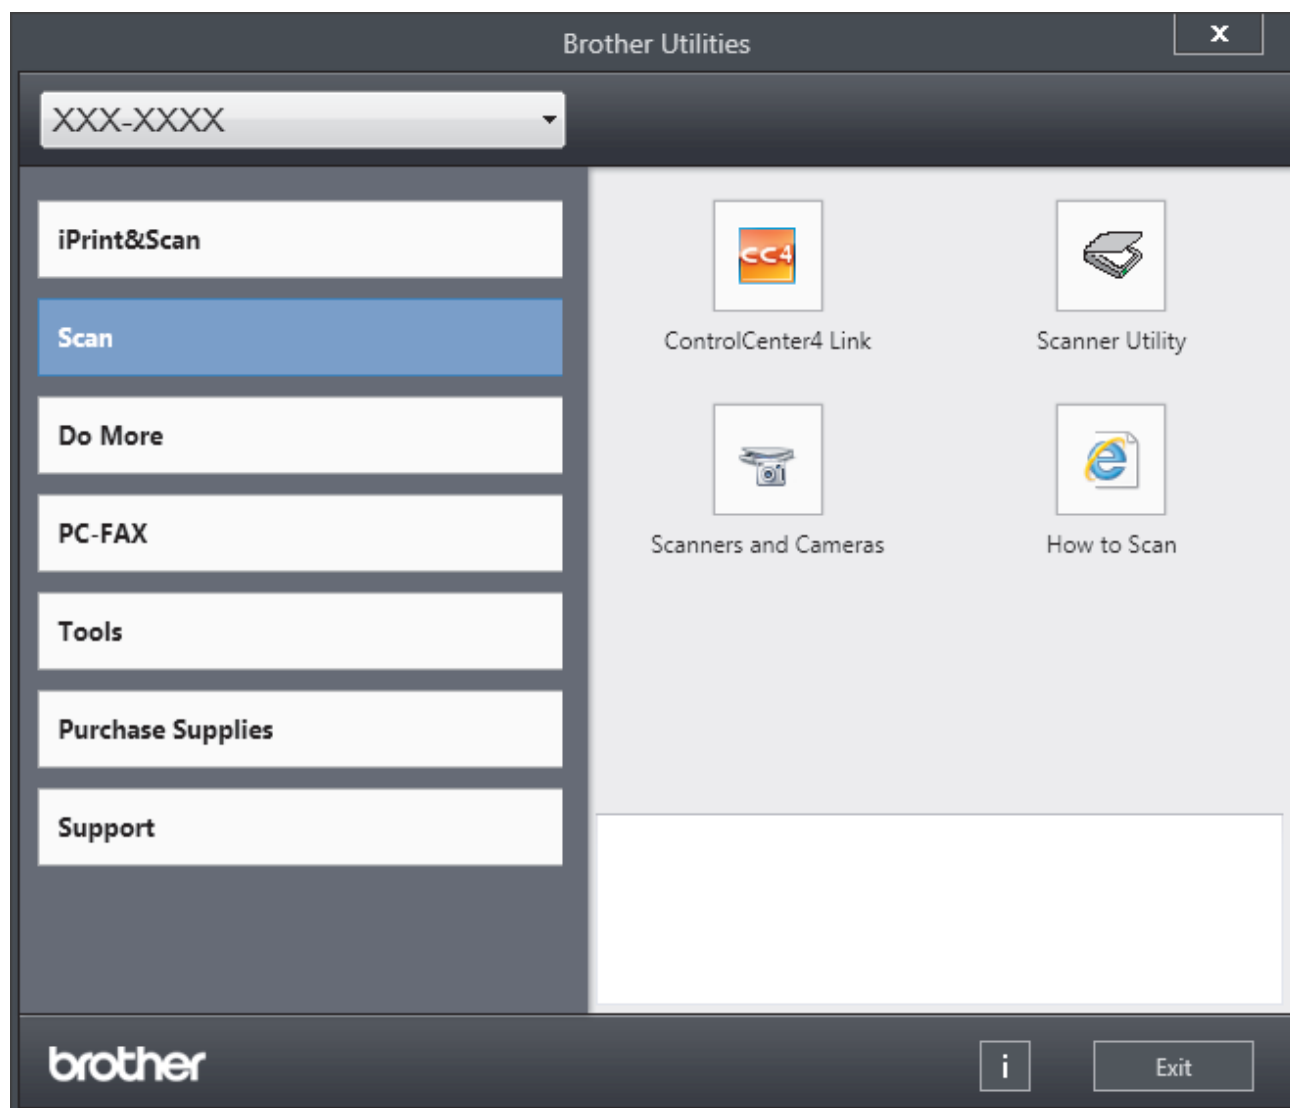 Brother Utilities
x
XXX-XXXX
iPrint&Scan
Scan
Do More
PC-FAX
Tools
Purchase Supplies
Support
CC4
ControlCenter4 Link
Scanner Utility
Scanners and Cameras
How to Scan
brother
i
Exit